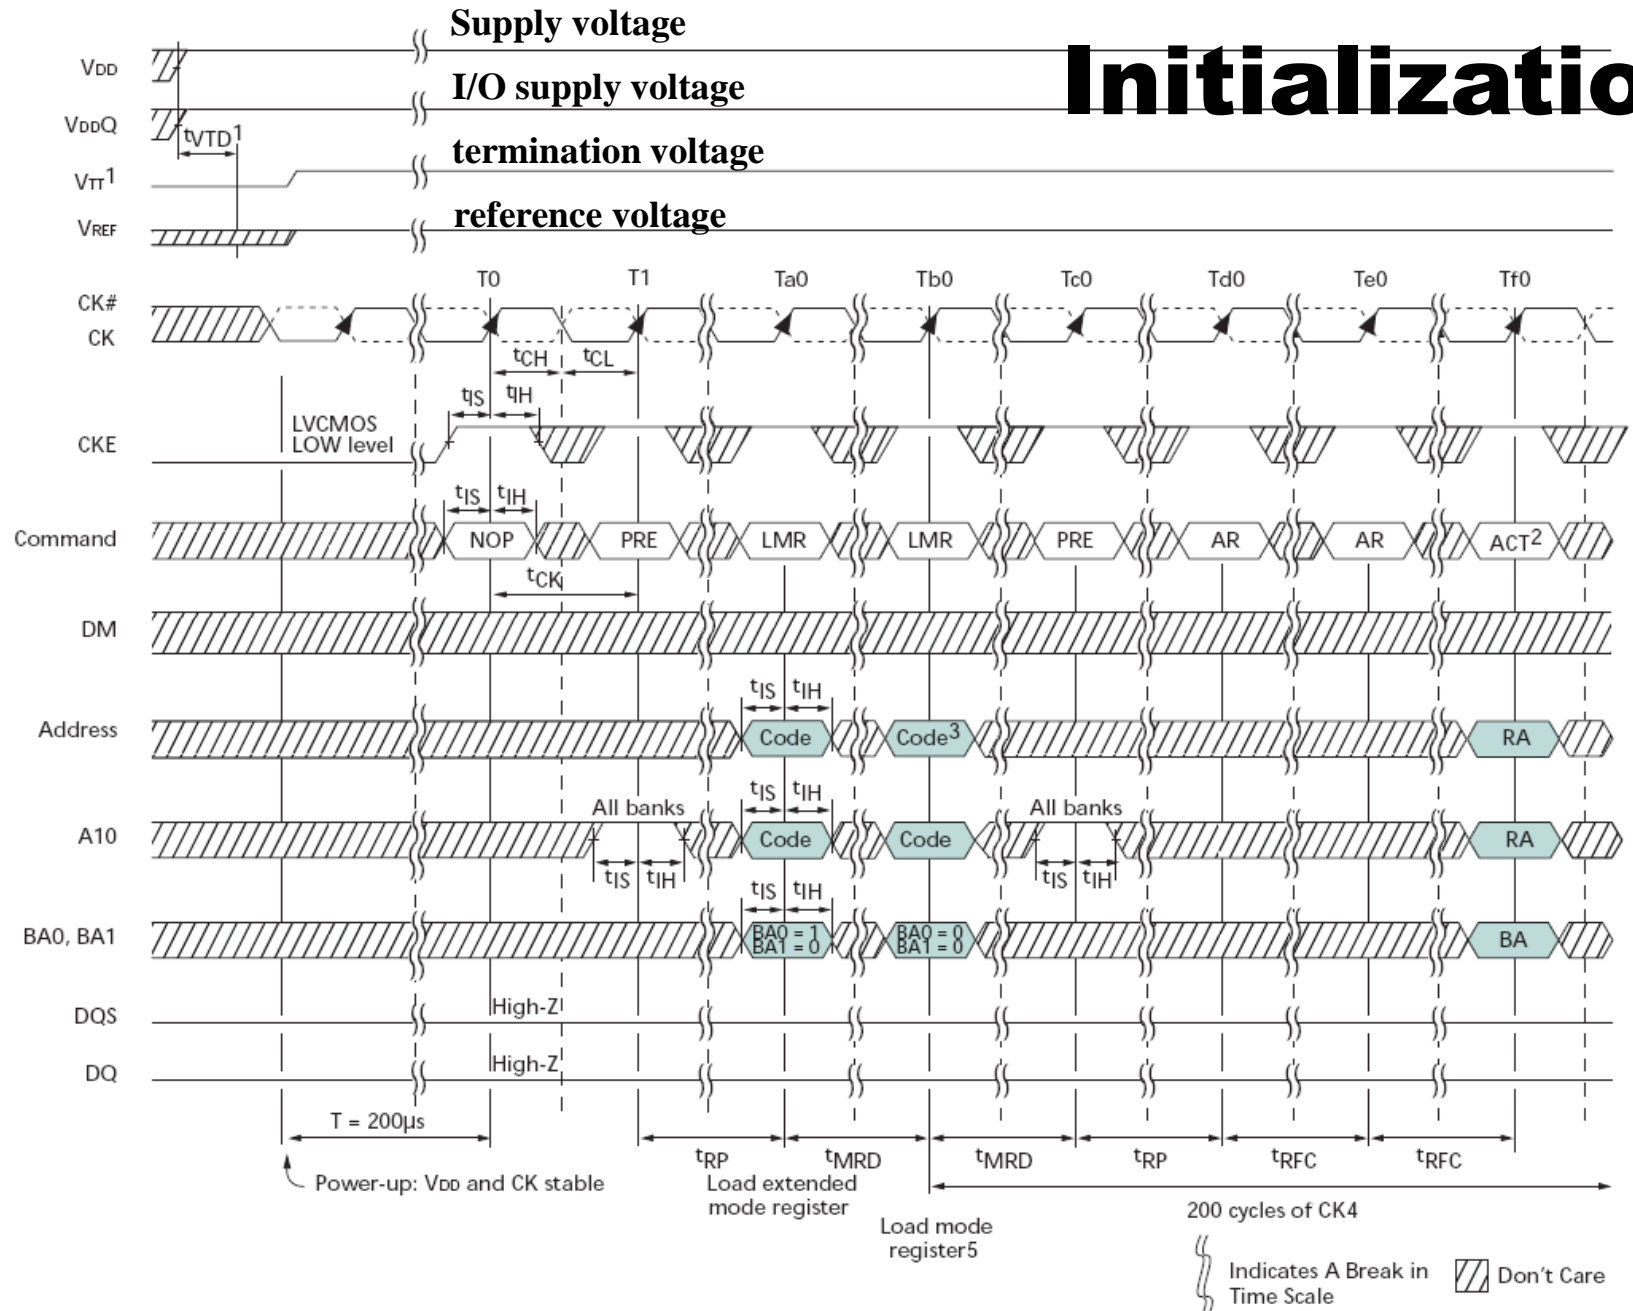 Supply voltage
Initializatio
VDD
I/O supply voltage
VDDQ
tVTD1
termination voltage
VTT1
reference voltage
VREF
T0 T1 Ta0 Tb0 Tc0 Td0 Te0 Tf0
CK#
CK
tCH tCL
tIS tIH
LVCMOS
LOW level
CKE
tIS tIH
Command NOP PRE LMR LMR PRE AR AR ACT2
tCK
DM
tIS tIH
Address Code Code3 RA
tIS tIH
All banks All banks
A10 Code Code RA
tIS tIH tIS tIH
tIS tIH
BA0, BA1 BA0 = 1 BA0 = 0 BA
BA1 = 0 BA1 = 0
High-Z
DQS
High-Z
DQ
T = 200µs
tRP tMRD tMRD tRP tRFC tRFC
Power-up: VDD and CK stable
Load extended
mode register
200 cycles of CK4
Load mode
register5
Indicates A Break in
Time Scale
Don't Care